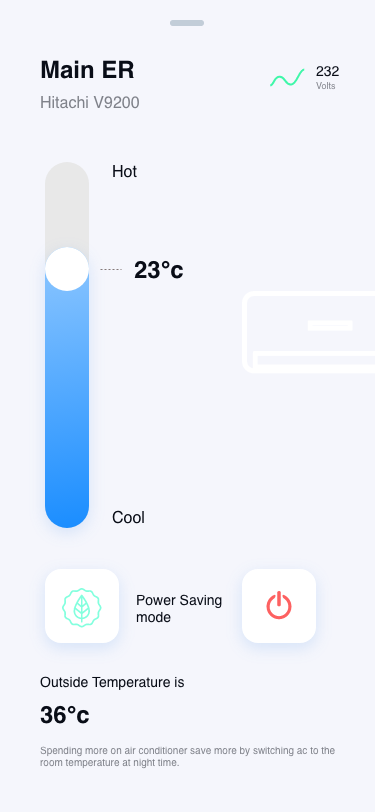 Main ER
232
Volts
Hitachi V9200
Hot
23°c
Cool
Power Saving
mode
Outside Temperature is
36°c
Spending more on air conditioner save more by switching ac to the
room temperature at night time.